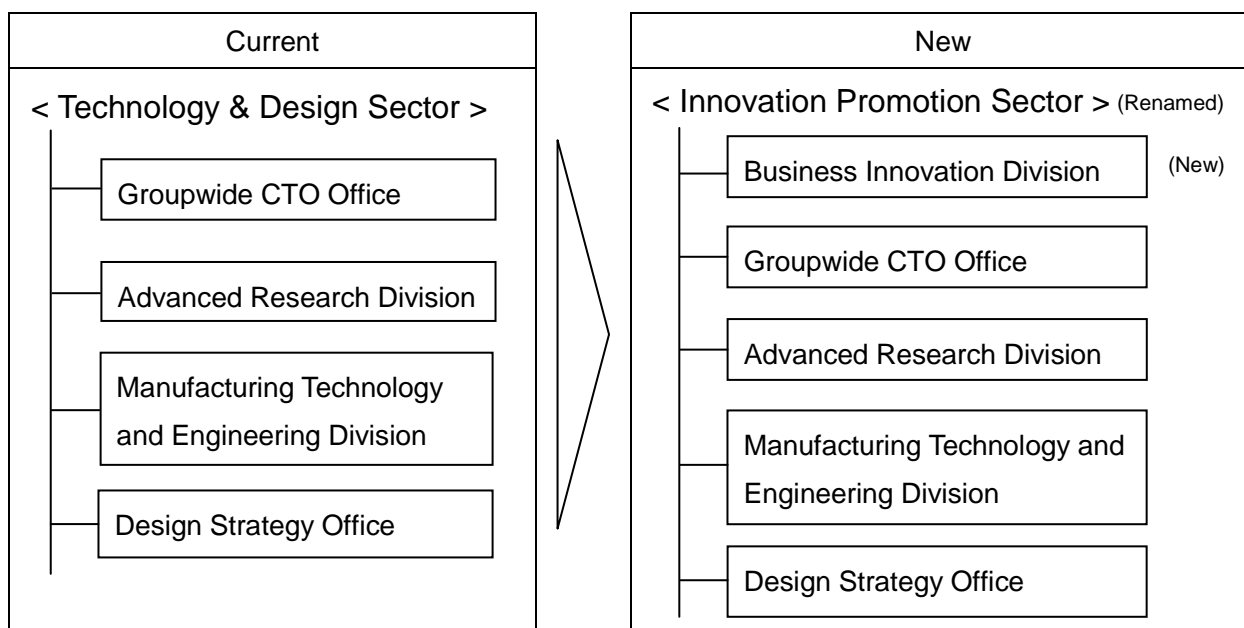 Current
< Technology & Design Sector >
Groupwide CTO Office
Advanced Research Division
Manufacturing Technology
and Engineering Division
Design Strategy Office
New
< Innovation Promotion Sector > (Renamed)
Business Innovation Division (New)
Groupwide CTO Office
Advanced Research Division
Manufacturing Technology and
Engineering Division
Design Strategy Office